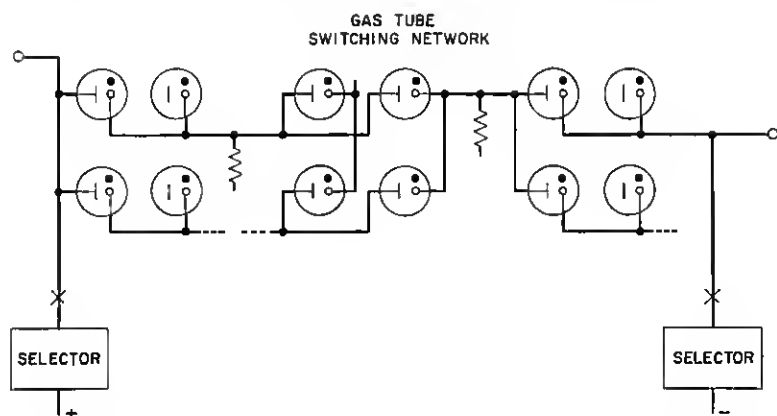 GAS TUBE
SWITCHING NETWORK
SELECTOR
SELECTOR
+
-